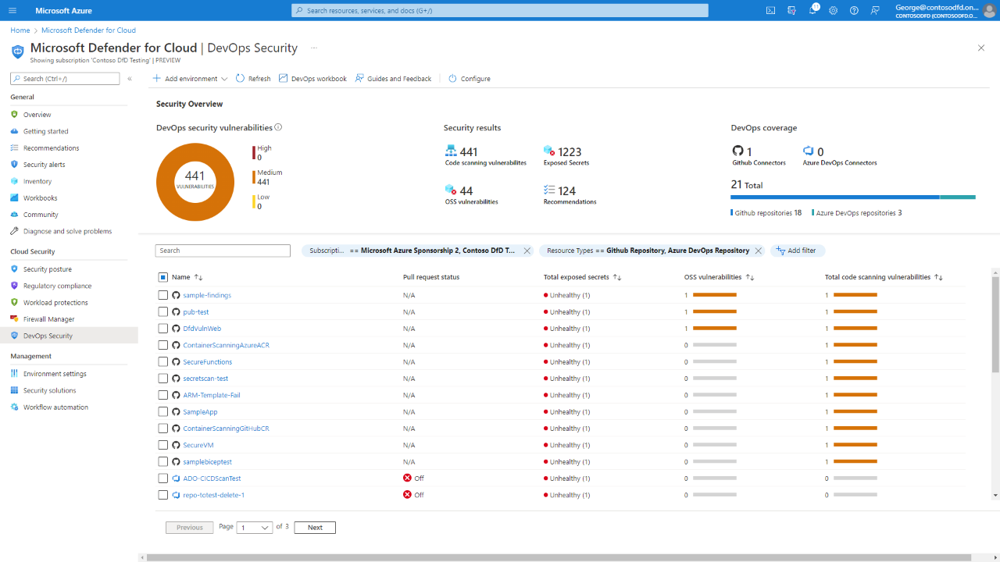 Microsoft Azure
Search resources, services, and docs (G+/)
11
George@contosodfd.on...
CONTOSODFD (CONTOSODFD.O...
Home > Microsoft Defender for Cloud
Microsoft Defender for Cloud | DevOps Security ...
Showing subscription 'Contoso DfD Testing' | PREVIEW
Search (Ctrl+/)
«
General
Overview
Getting started
Recommendations
Security alerts
Inventory
Workbooks
Community
Diagnose and solve problems
Cloud Security
Security posture
Regulatory compliance
Workload protections
Firewall Manager
DevOps Security
Management
Environment settings
Security solutions
Workflow automation
Add environment Refresh DevOps workbook Guides and Feedback Configure
Security Overview
DevOps security vulnerabilities
441
VULNERABILITIES
High
0
Medium
441
Low
0
Security results
441
Code scanning vulnerabilites
1223
Exposed Secrets
44
OSS vulnerabilities
124
Recommendations
DevOps coverage
1
Github Connectors
0
Azure DevOps Connectors
21 Total
Github repositories 18 Azure DevOps repositories 3
Search
Subscripti... == Microsoft Azure Sponsorship 2, Contoso DfD T...
Resource Types == Github Repository, Azure DevOps Repository
Add filter
Name Pull request status Total exposed secrets OSS vulnerabilities Total code scanning vulnerabilities
sample-findings N/A Unhealthy (1) 1 1
pub-test N/A Unhealthy (1) 1 1
DfdVulnWeb N/A Unhealthy (1) 1 1
ContainerScanningAzureACR N/A Unhealthy (1) 0 1
SecureFunctions N/A Unhealthy (1) 0 1
secretscan-test N/A Unhealthy (1) 0 1
ARM-Template-Fail N/A Unhealthy (1) 0 1
SampleApp N/A Unhealthy (1) 0 1
ContainerScanningGitHubCR N/A Unhealthy (1) 0 1
SecureVM N/A Unhealthy (1) 0 1
samplebiceptest N/A Unhealthy (1) 0 1
ADO-CICDScanTest Off Unhealthy (1) 0 0
repo-totest-delete-1 Off Unhealthy (1) 0 0
Previous Page 1 of 3 Next